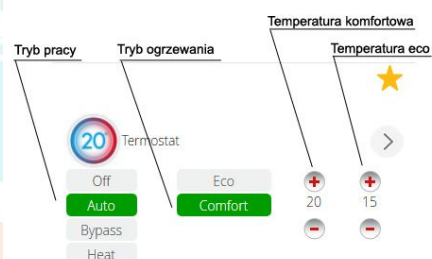 Temperatura komfortowa
Tryb pracy
Tryb ogrzewania
Temperatura eco
20°
Termostat
Off
Eco
Auto
Comfort
20
15
Bypass
Heat